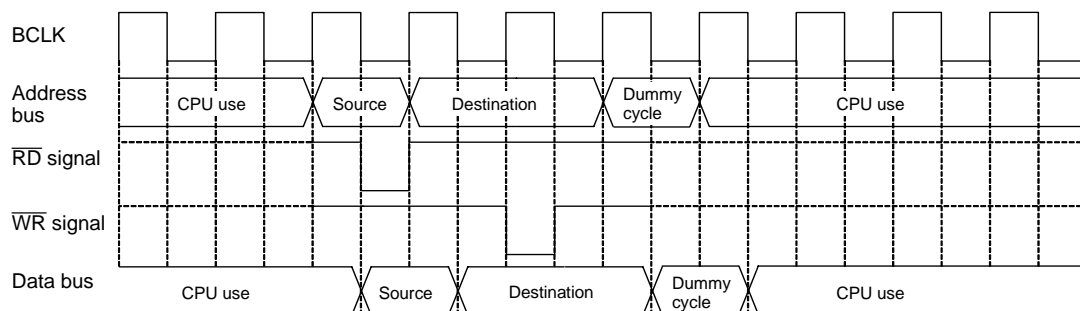 BCLK
Address
bus
CPU use
Source
Destination
Dummy
cycle
CPU use
RD signal
WR signal
Data bus
CPU use
Source
Destination
Dummy
cycle
CPU use